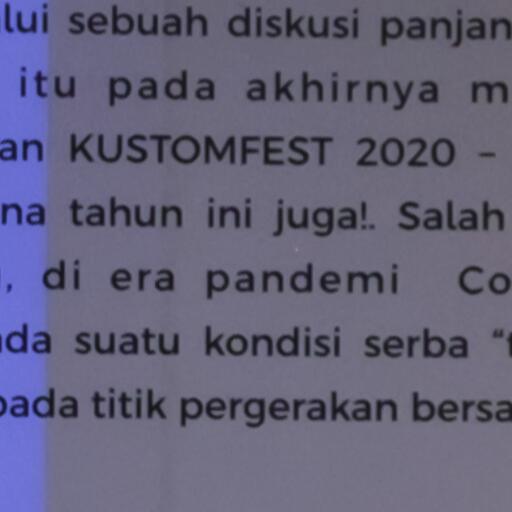 lui sebuah diskusi panjan
itu pada akhirnya m
an KUSTOMFEST 2020 –
na tahun ini juga!. Salah
, di era pandemi Co
da suatu kondisi serba “t
pada titik pergerakan bersa